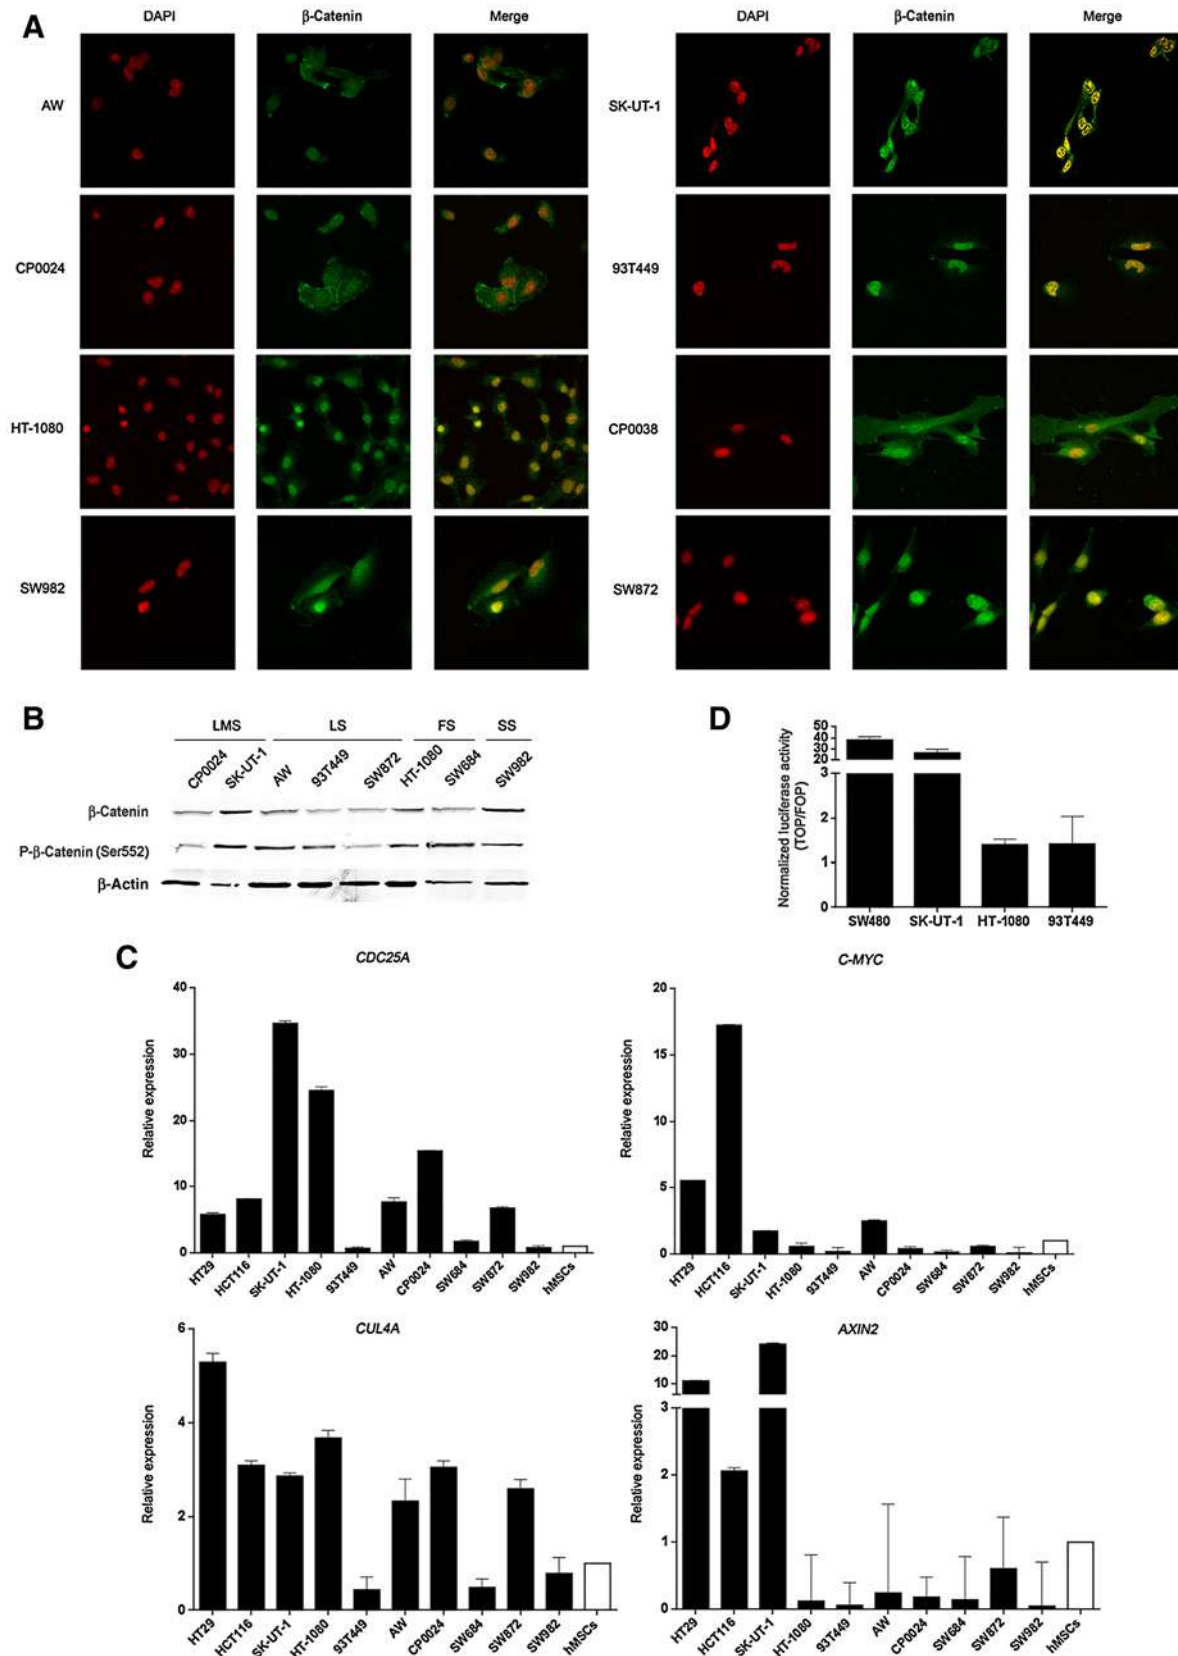 A
DAPI β-Catenin Merge
AW
CP0024
HT-1080
SW982
DAPI β-Catenin Merge
SK-UT-1
93T449
CP0038
SW872
B
LMS LS FS SS
CP0024 SK-UT-1 AW 93T449 SW872 HT-1080 SW684 SW982
β-Catenin
P-β-Catenin (Ser552)
β-Actin
D
Normalized luciferase activity
(TOP/FOP)
50
40
30
20
3
2
1
0
SW480 SK-UT-1 HT-1080 93T449
C
CDC25A
Relative expression
40
30
20
10
0
HT29 HCT116 SK-UT-1 HT-1080 93T449 AW CP0024 SW684 SW872 SW982 hMSCs
C-MYC
Relative expression
20
15
10
5
0
HT29 HCT116 SK-UT-1 HT-1080 93T449 AW CP0024 SW684 SW872 SW982 hMSCs
CUL4A
Relative expression
6
4
2
0
HT29 HCT116 SK-UT-1 HT-1080 93T449 AW CP0024 SW684 SW872 SW982 hMSCs
AXIN2
Relative expression
30
20
10
3
2
1
0
HT29 HCT116 SK-UT-1 HT-1080 93T449 AW CP0024 SW684 SW872 SW982 hMSCs